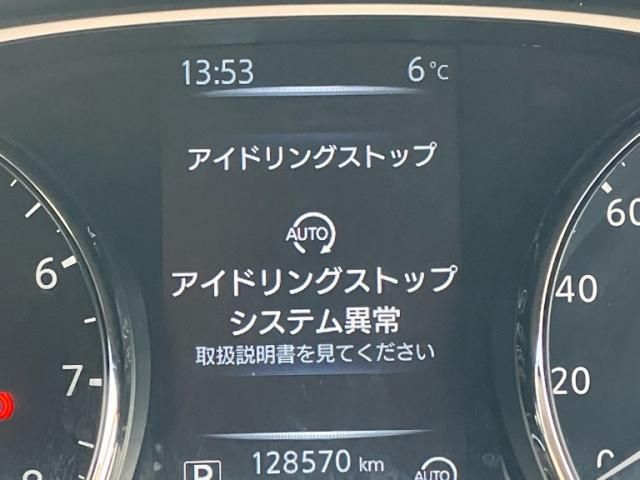 13:53 6℃
アイドリングストップ
AUTO
アイドリングストップ
システム異常
取扱説明書を見てください
P 128570 km AUTO
6
7
8
60
40
20
0